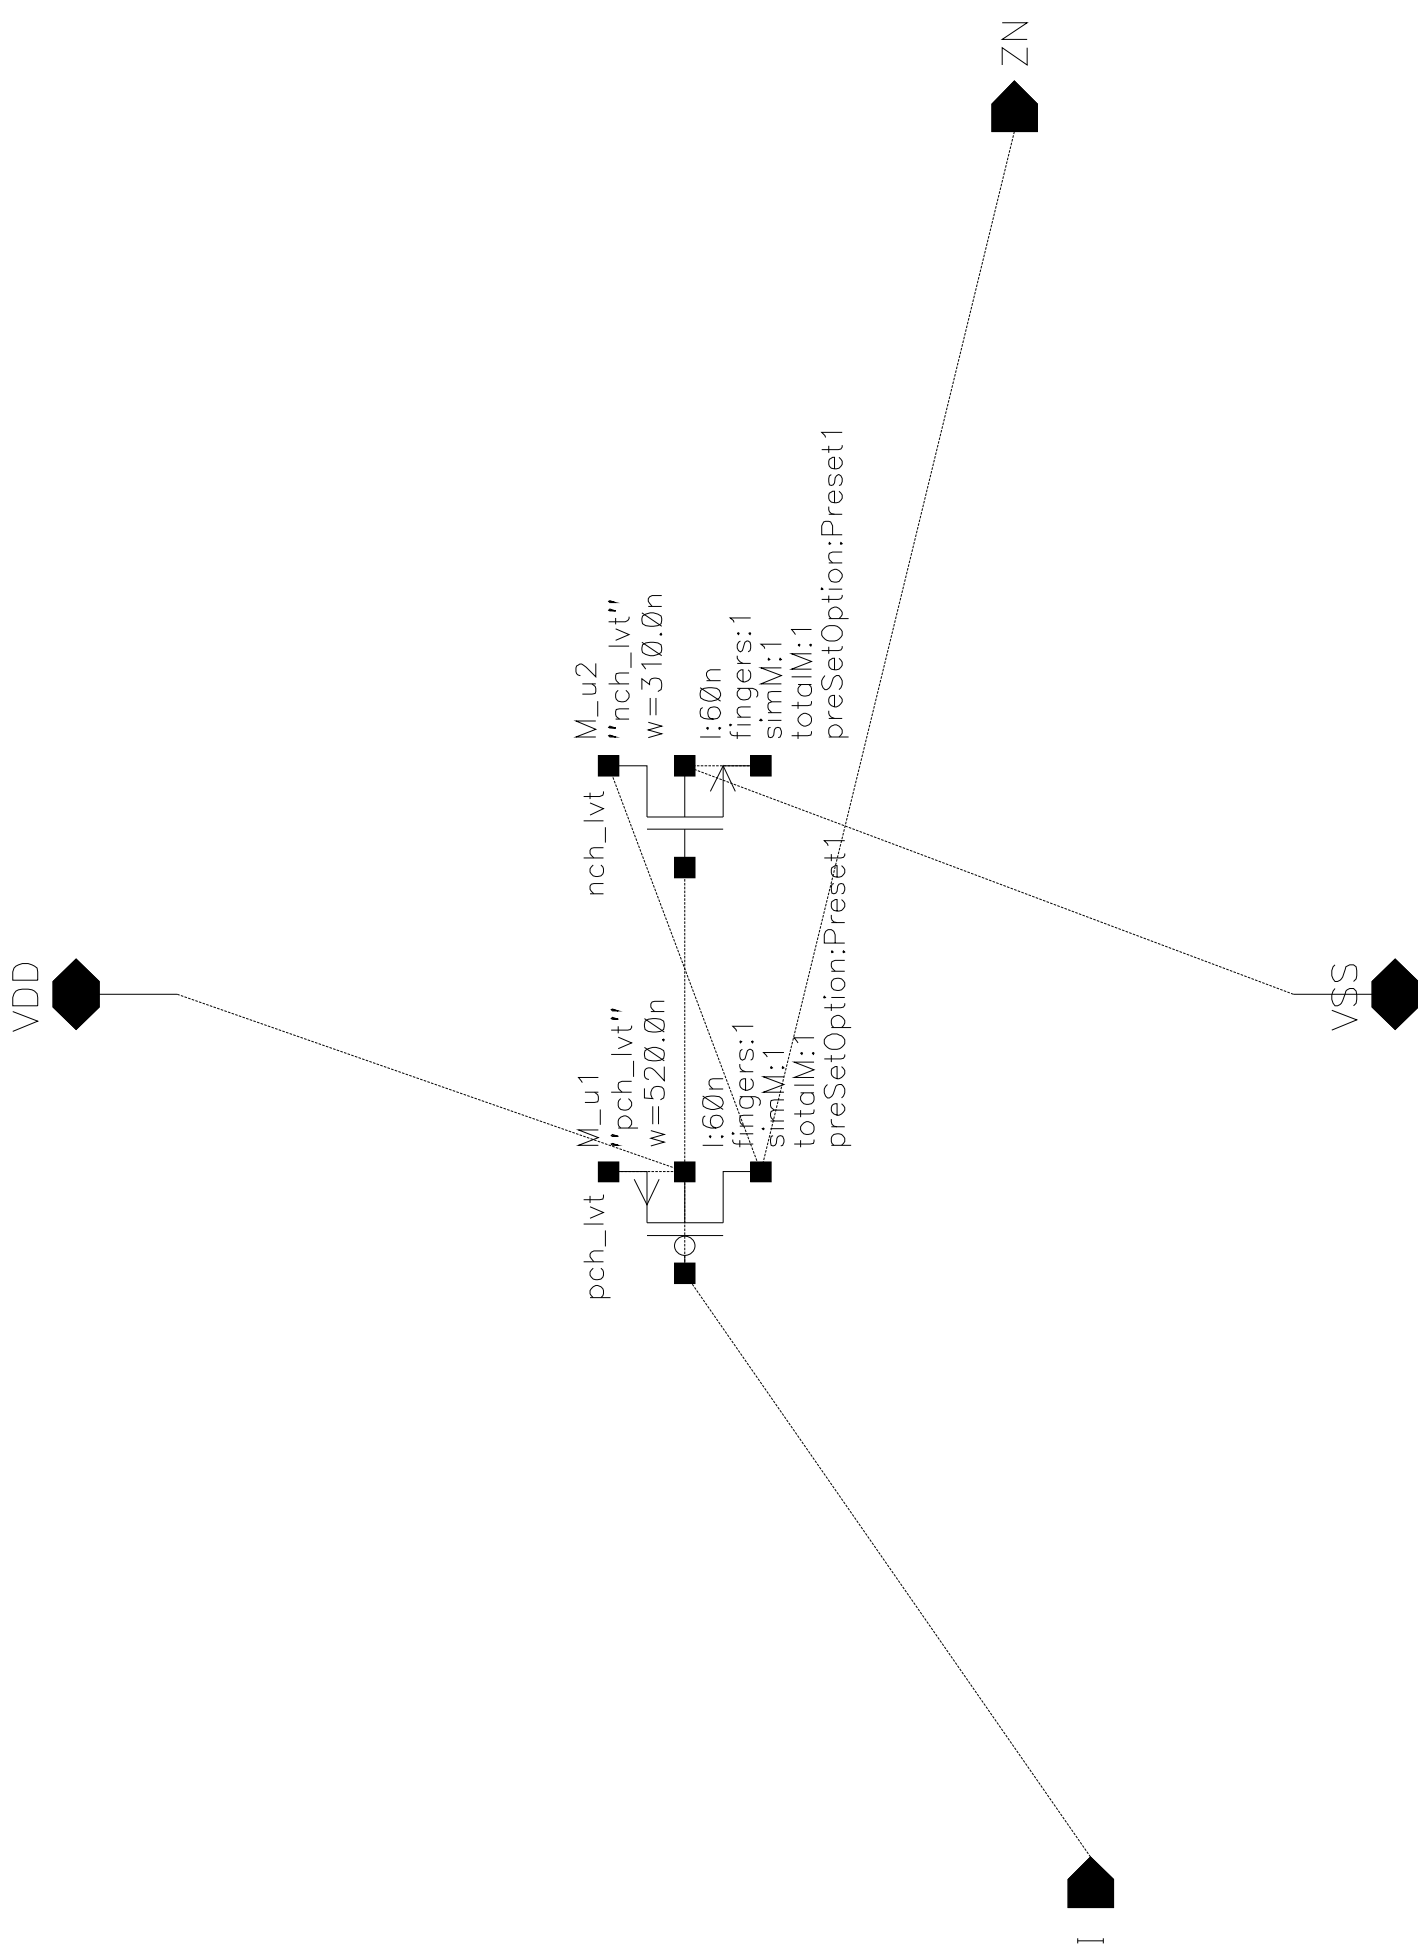 VDD
pch_lvt
M_u1
"pch_lvt"
w=520.0n
l:60n
fingers:1
simM:1
totalM:1
preSetOption:Preset1
nch_lvt
M_u2
"nch_lvt"
w=310.0n
l:60n
fingers:1
simM:1
totalM:1
preSetOption:Preset1
ZN
I
VSS